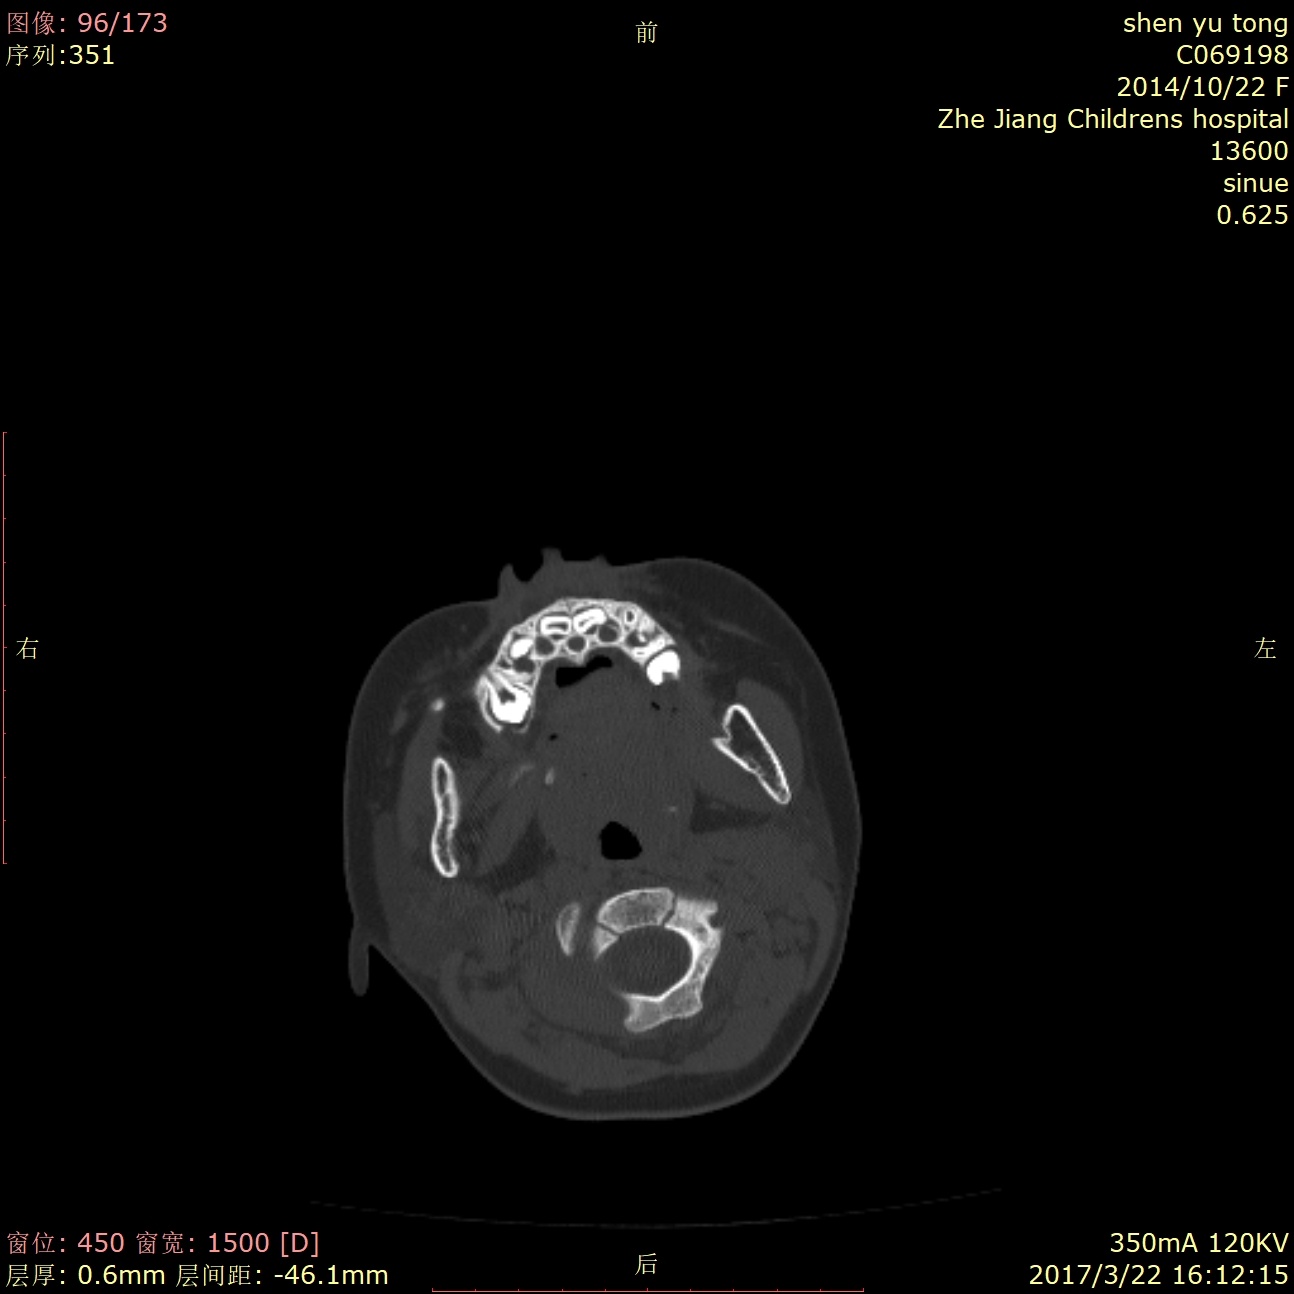 图像: 96/173
序列:351
前
shen yu tong
C069198
2014/10/22 F
Zhe Jiang Childrens hospital
13600
sinue
0.625
右
左
窗位: 450 窗宽: 1500 [D]
层厚: 0.6mm 层间距: -46.1mm
后
350mA 120KV
2017/3/22 16:12:15